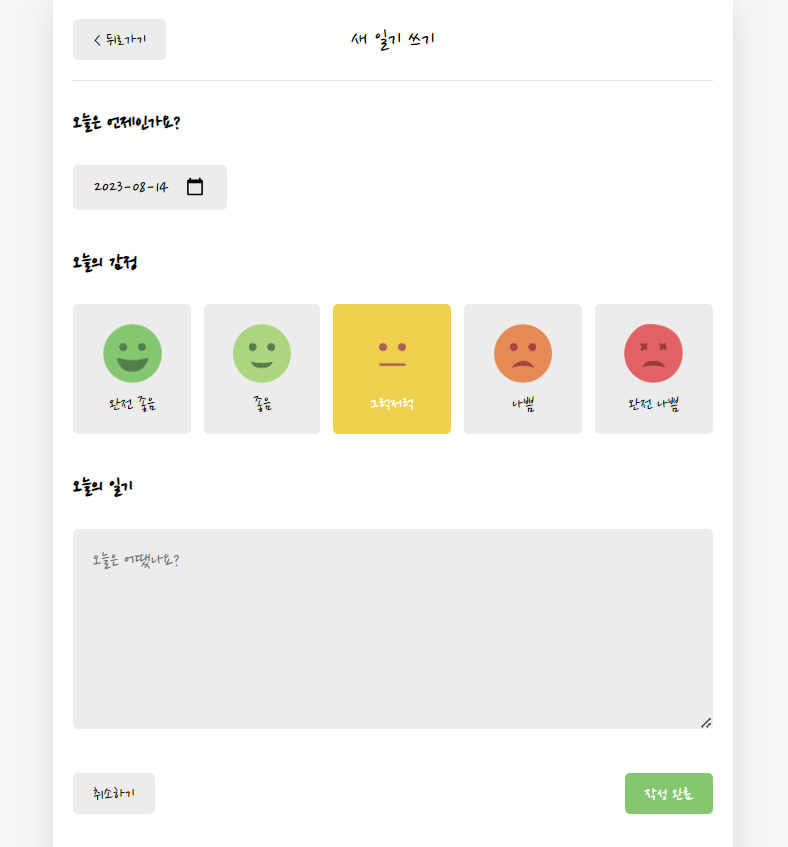 < 뒤로가기
새 일기 쓰기
오늘은 언제인가요?
2023-08-14
오늘의 감정
완전 좋음
좋음
그럭저럭
나쁨
완전 나쁨
오늘의 일기
오늘은 어땠나요?
취소하기
작성 완료